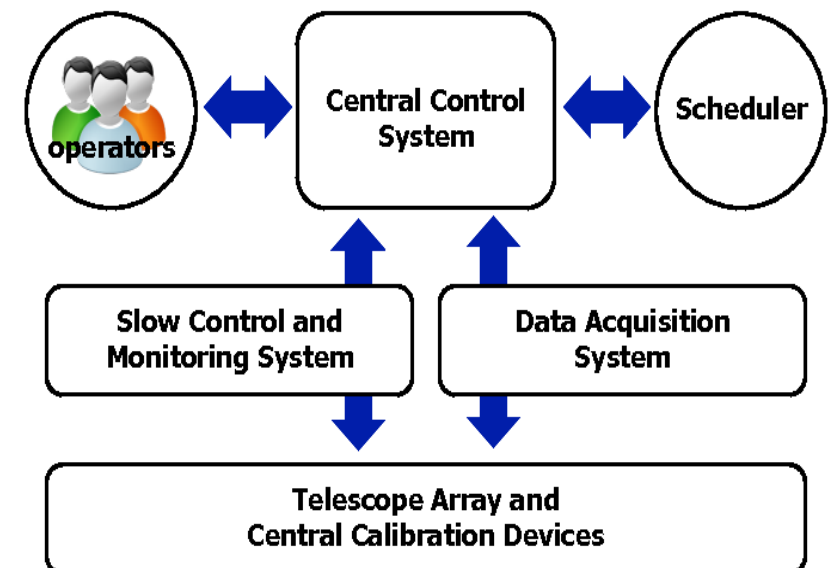 operators
Central Control
System
Scheduler
Slow Control and
Monitoring System
Data Acquisition
System
Telescope Array and
Central Calibration Devices